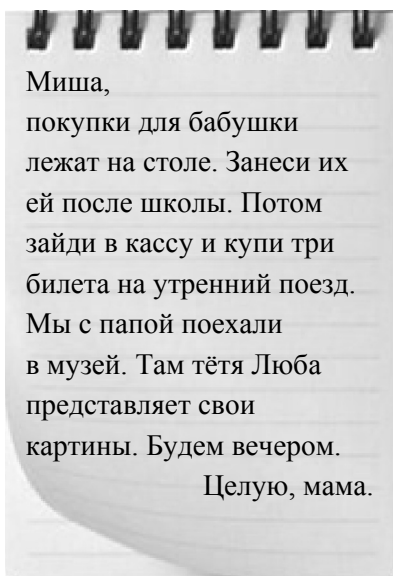 Миша,
покупки для бабушки
лежат на столе. Занеси их
ей после школы. Потом
зайди в кассу и купи три
билета на утренний поезд.
Мы с папой поехали
в музей. Там тётя Люба
представляет свои
картины. Будем вечером.
Целую, мама.